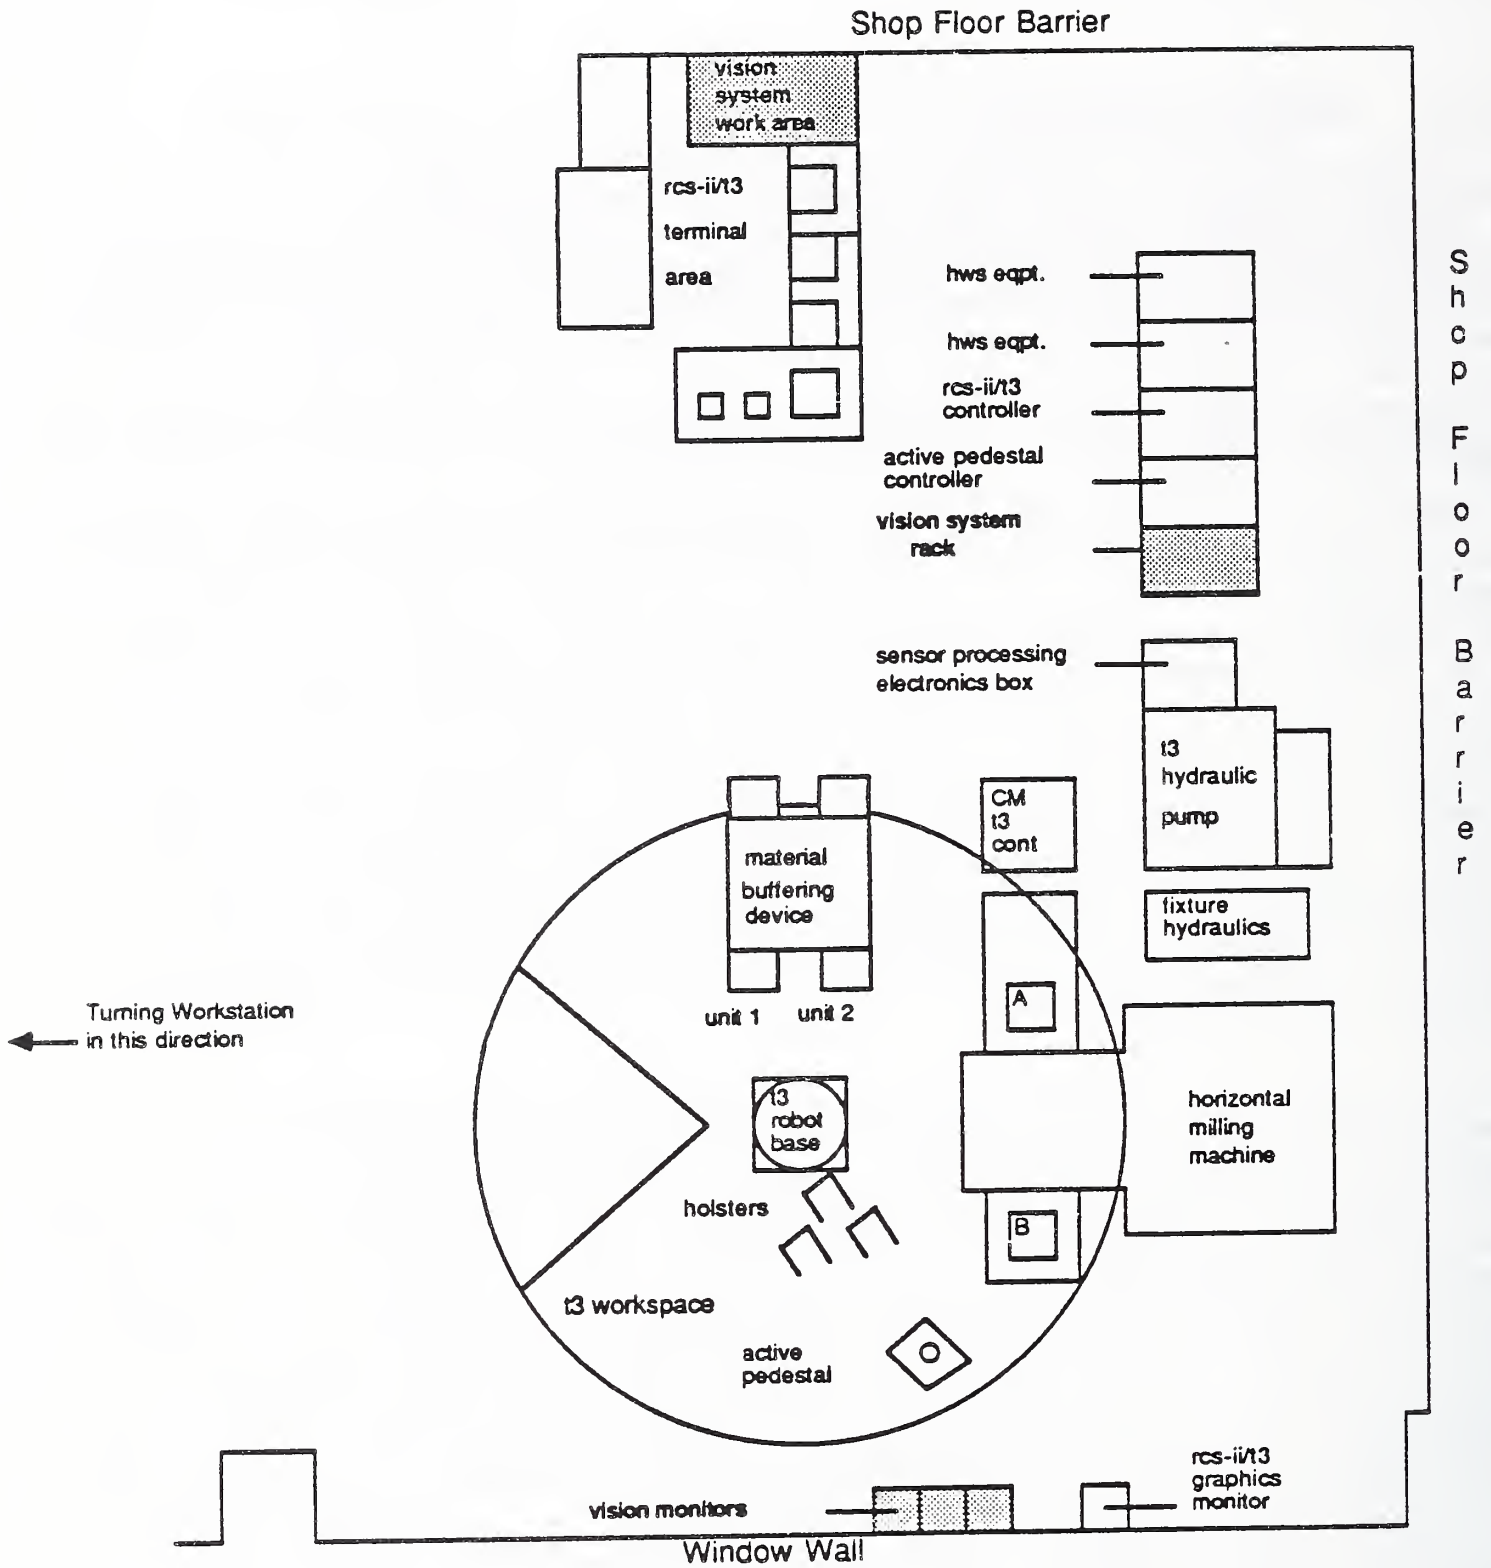 Shop Floor Barrier
vision
system
work area
rcs-ii/t3
terminal
area
hws eqpt.
hws eqpt.
rcs-ii/t3
controller
active pedestal
controller
vision system
rack
Shop Floor Barrier
sensor processing
electronics box
t3
hydraulic
pump
CM
t3
cont
material
buffering
device
fixture
hydraulics
unit 1
unit 2
A
Turning Workstation
in this direction
t3
robot
base
horizontal
milling
machine
holsters
B
t3 workspace
active
pedestal
rcs-ii/t3
graphics
monitor
vision monitors
Window Wall